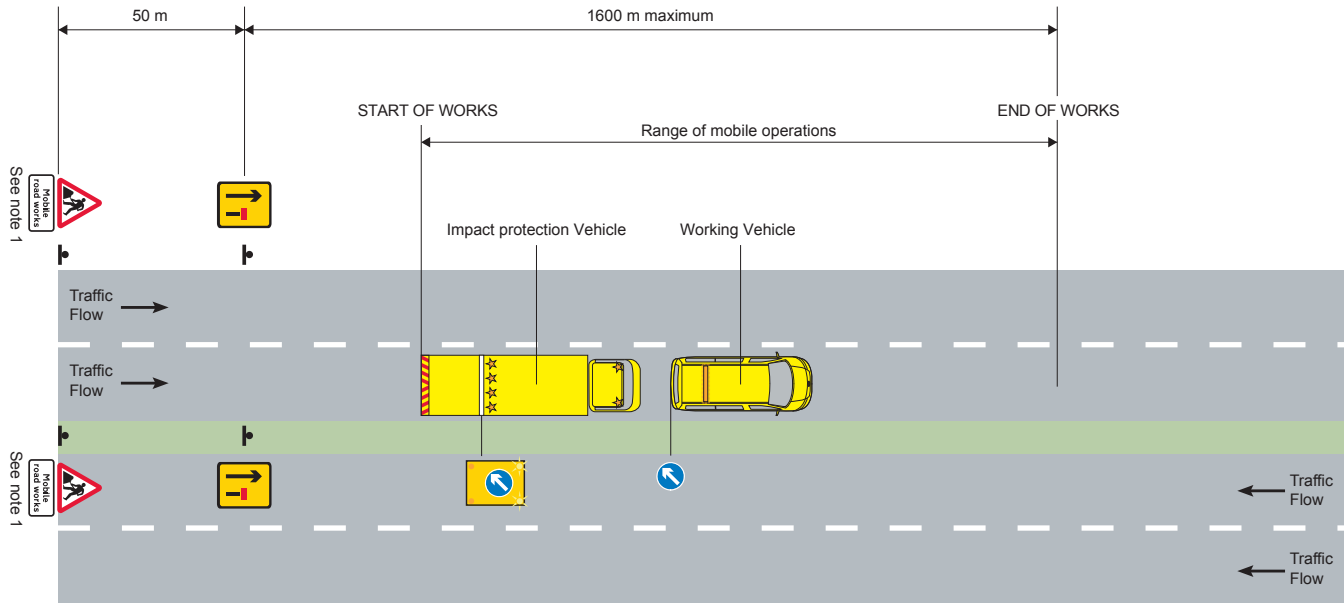 50 m
1600 m maximum
START OF WORKS
END OF WORKS
Range of mobile operations
Mobile
road works
See note 1
Impact protection Vehicle
Working Vehicle
Traffic
Flow
Traffic
Flow
Mobile
road works
See note 1
Traffic
Flow
Traffic
Flow